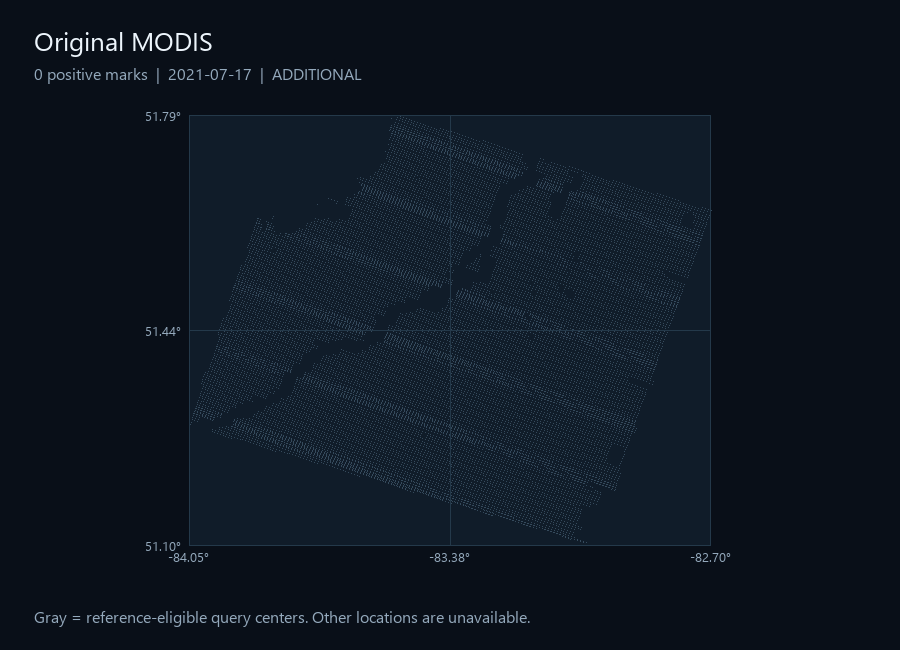 Original MODIS
0 positive marks | 2021-07-17 | ADDITIONAL
51.79°
51.44°
51.10°
-84.05°
-83.38°
-82.70°
Gray = reference-eligible query centers. Other locations are unavailable.